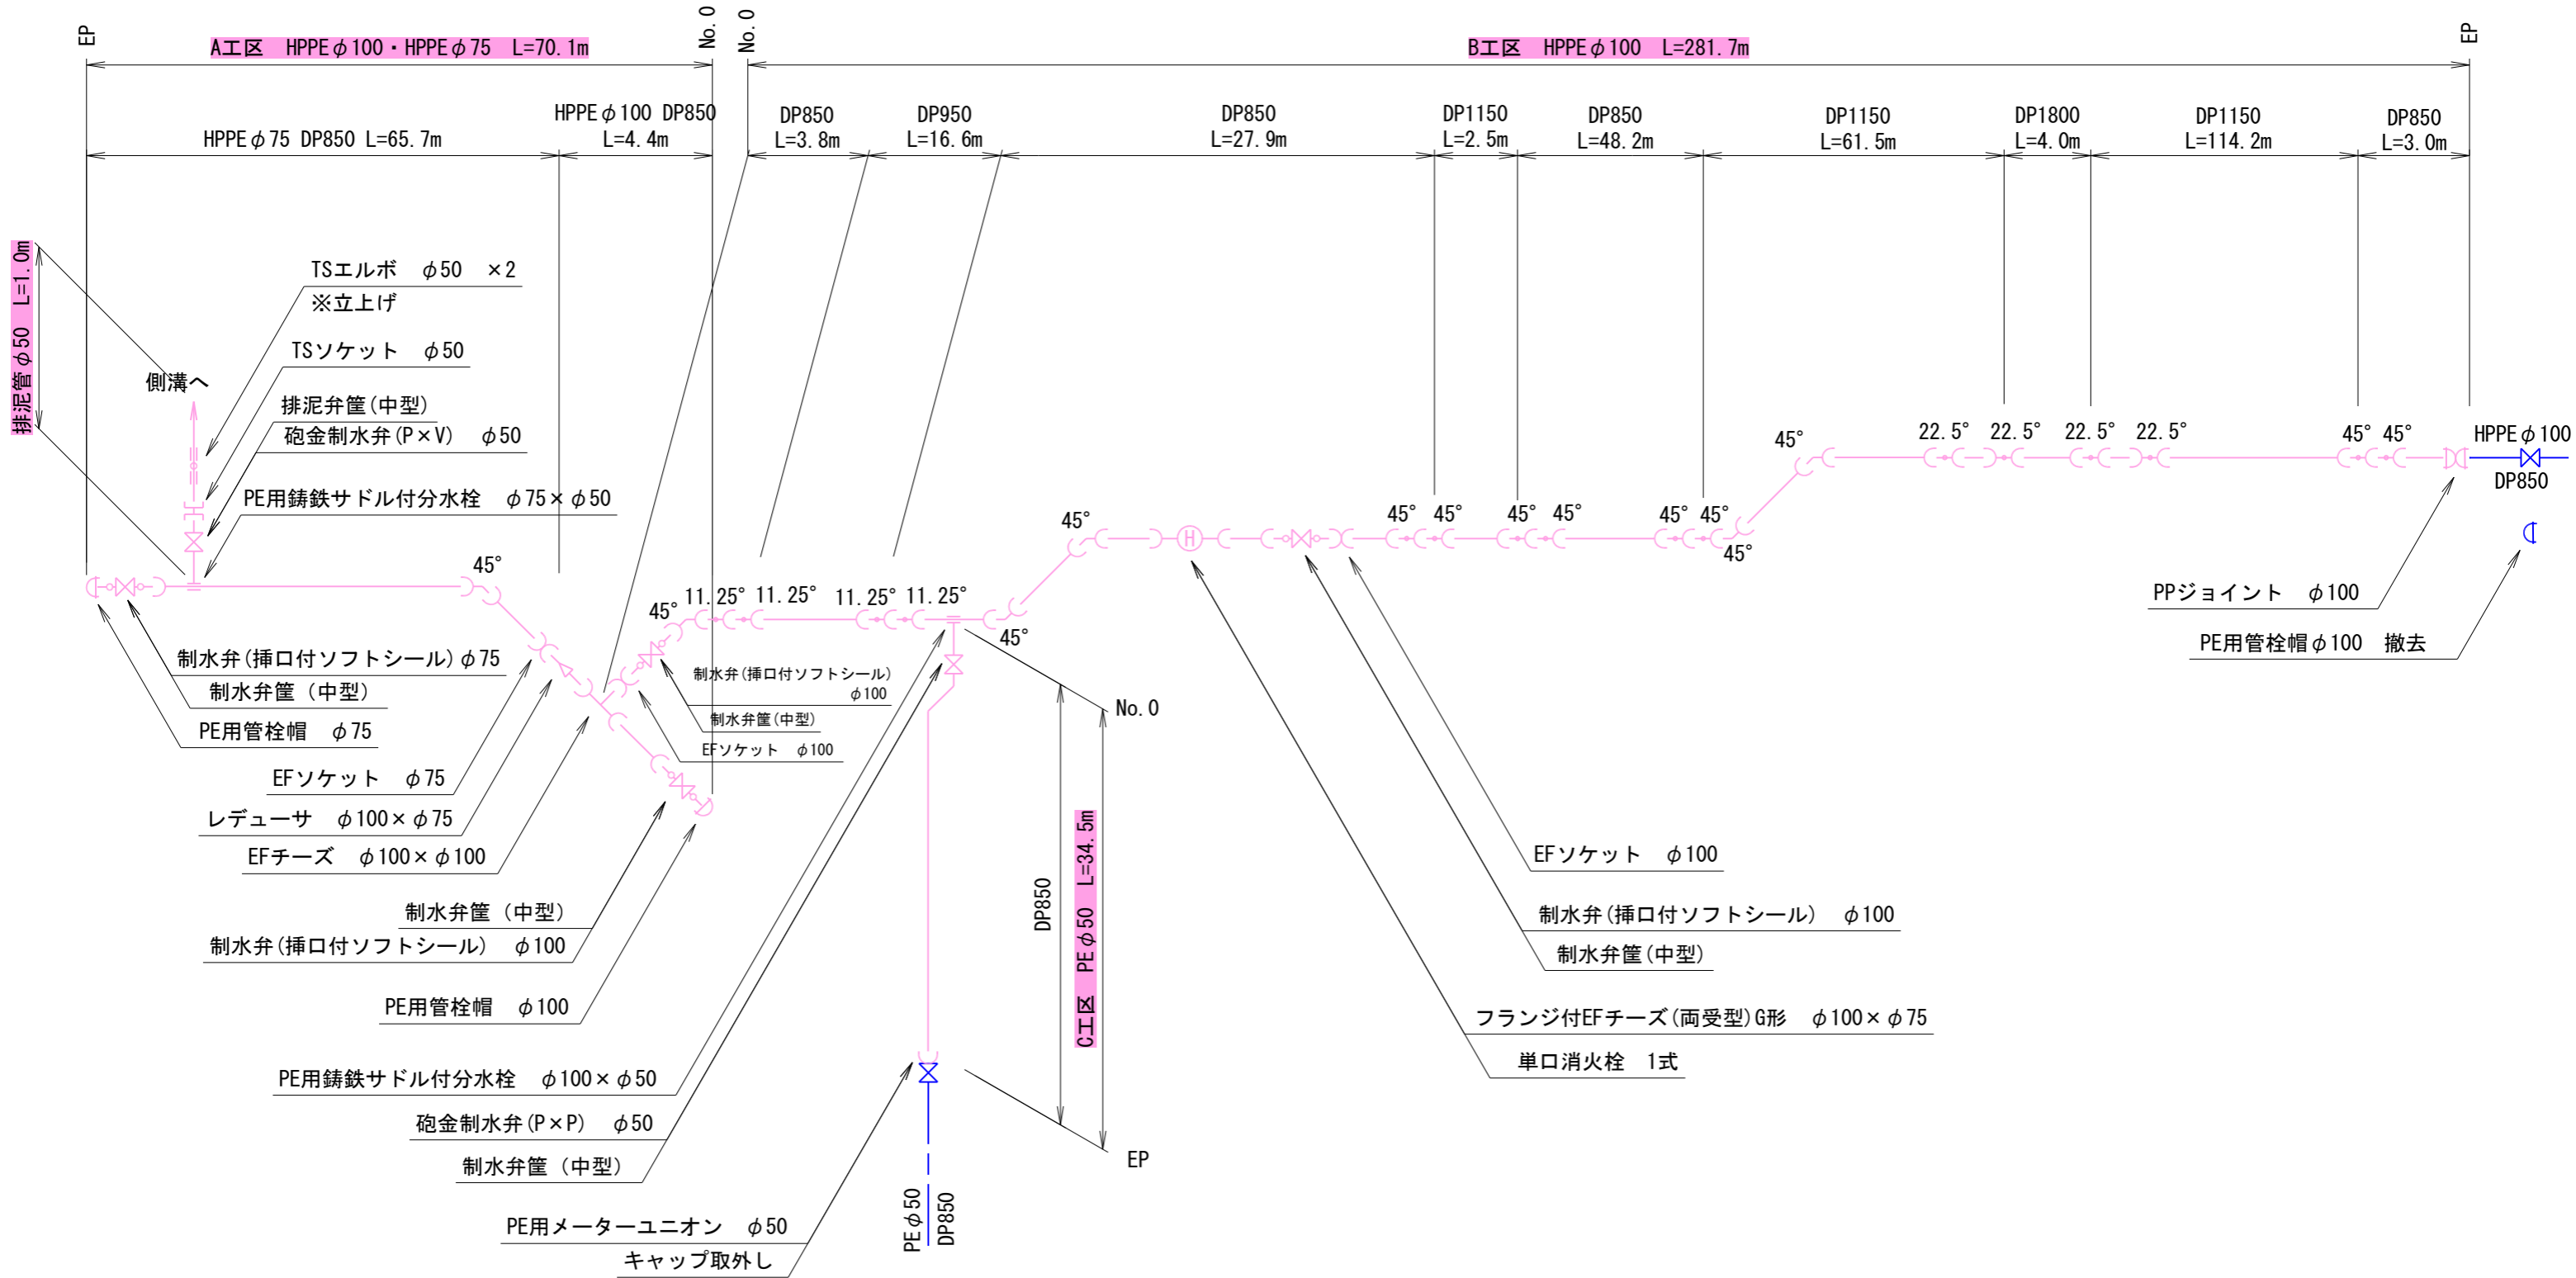 EP
A工区　HPPEφ100・HPPEφ75　L=70.1m
No.0
No.0
B工区　HPPEφ100　L=281.7m
EP
HPPEφ75 DP850 L=65.7m
HPPEφ100 DP850
L=4.4m
DP850
L=3.8m
DP950
L=16.6m
DP850
L=27.9m
DP1150
L=2.5m
DP850
L=48.2m
DP1150
L=61.5m
DP1800
L=4.0m
DP1150
L=114.2m
DP850
L=3.0m
排泥管φ50　L=1.0m
TSエルボ　φ50　×2
※立上げ
TSソケット　φ50
側溝へ
排泥弁筐(中型)
砲金制水弁(P×V)　φ50
PE用鋳鉄サドル付分水栓　φ75×φ50
45°
制水弁(挿口付ソフトシール)φ75
制水弁筐（中型）
PE用管栓帽　φ75
EFソケット　φ75
レデューサ　φ100×φ75
EFチーズ　φ100×φ100
制水弁筐（中型）
制水弁(挿口付ソフトシール)　φ100
PE用管栓帽　φ100
45°
11.25°
11.25°
11.25°
11.25°
制水弁(挿口付ソフトシール)
φ100
制水弁筐(中型)
EFソケット　φ100
PE用鋳鉄サドル付分水栓　φ100×φ50
砲金制水弁(P×P)　φ50
制水弁筐（中型）
PE用メーターユニオン　φ50
キャップ取外し
PEφ50
DP850
No.0
DP850
C工区　PEφ50　L=34.5m
EP
45°
45°
H
45°
45°
45°
45°
45°
45°
45°
45°
22.5°
22.5°
22.5°
22.5°
45°
45°
HPPEφ100
DP850
PPジョイント　φ100
PE用管栓帽φ100　撤去
EFソケット　φ100
制水弁(挿口付ソフトシール)　φ100
制水弁筐(中型)
フランジ付EFチーズ(両受型)G形　φ100×φ75
単口消火栓　1式